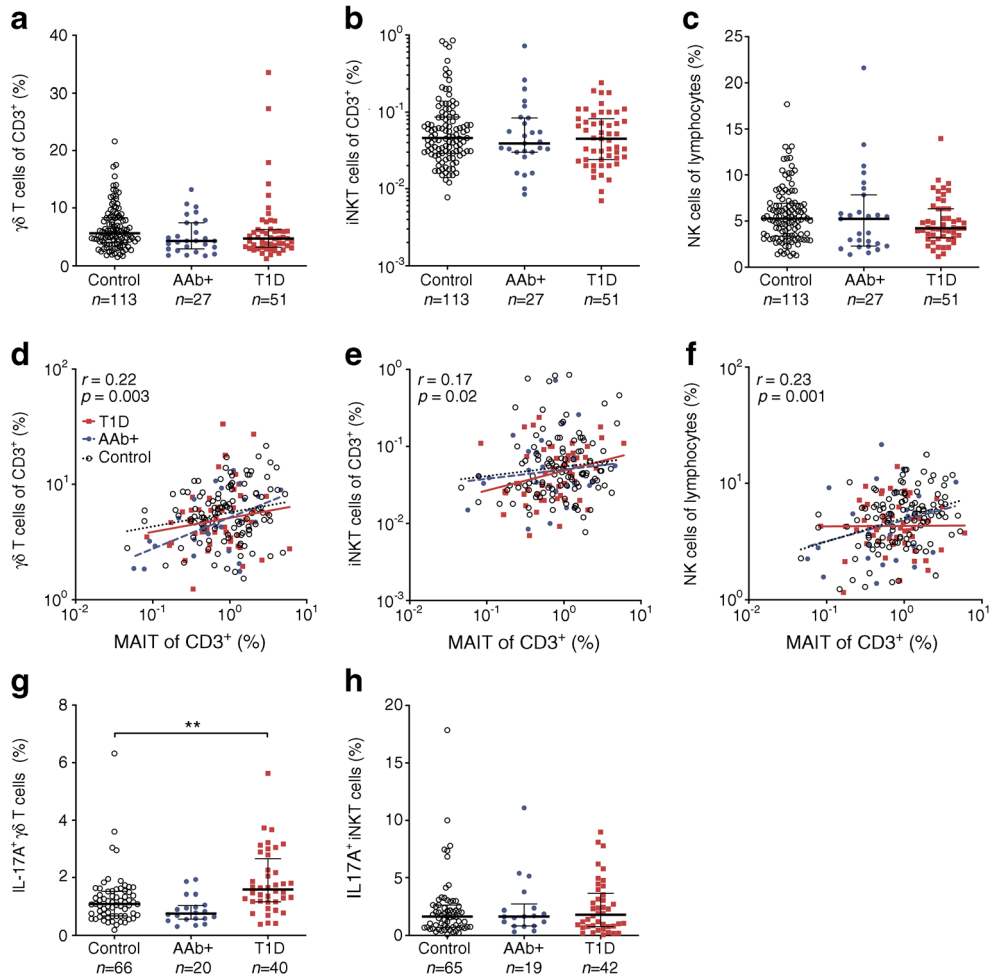 a
γδ T cells of CD3⁺ (%)
40
30
20
10
0
Control
AAb+
T1D
n=113
n=27
n=51
b
iNKT cells of CD3⁺ (%)
10⁰
10⁻¹
10⁻²
10⁻³
Control
AAb+
T1D
n=113
n=27
n=51
c
NK cells of lymphocytes (%)
25
20
15
10
5
0
Control
AAb+
T1D
n=113
n=27
n=51
d
γδ T cells of CD3⁺ (%)
10²
10¹
10⁰
r = 0.22
p = 0.003
T1D
AAb+
Control
10⁻²
10⁻¹
10⁰
10¹
MAIT of CD3⁺ (%)
e
iNKT cells of CD3⁺ (%)
10⁰
10⁻¹
10⁻²
10⁻³
r = 0.17
p = 0.02
10⁻²
10⁻¹
10⁰
10¹
MAIT of CD3⁺ (%)
f
NK cells of lymphocytes (%)
10²
10¹
10⁰
r = 0.23
p = 0.001
10⁻²
10⁻¹
10⁰
10¹
MAIT of CD3⁺ (%)
g
IL-17A⁺ γδ T cells (%)
8
6
4
2
0
**
Control
AAb+
T1D
n=66
n=20
n=40
h
IL17A⁺ iNKT cells (%)
20
15
10
5
0
Control
AAb+
T1D
n=65
n=19
n=42